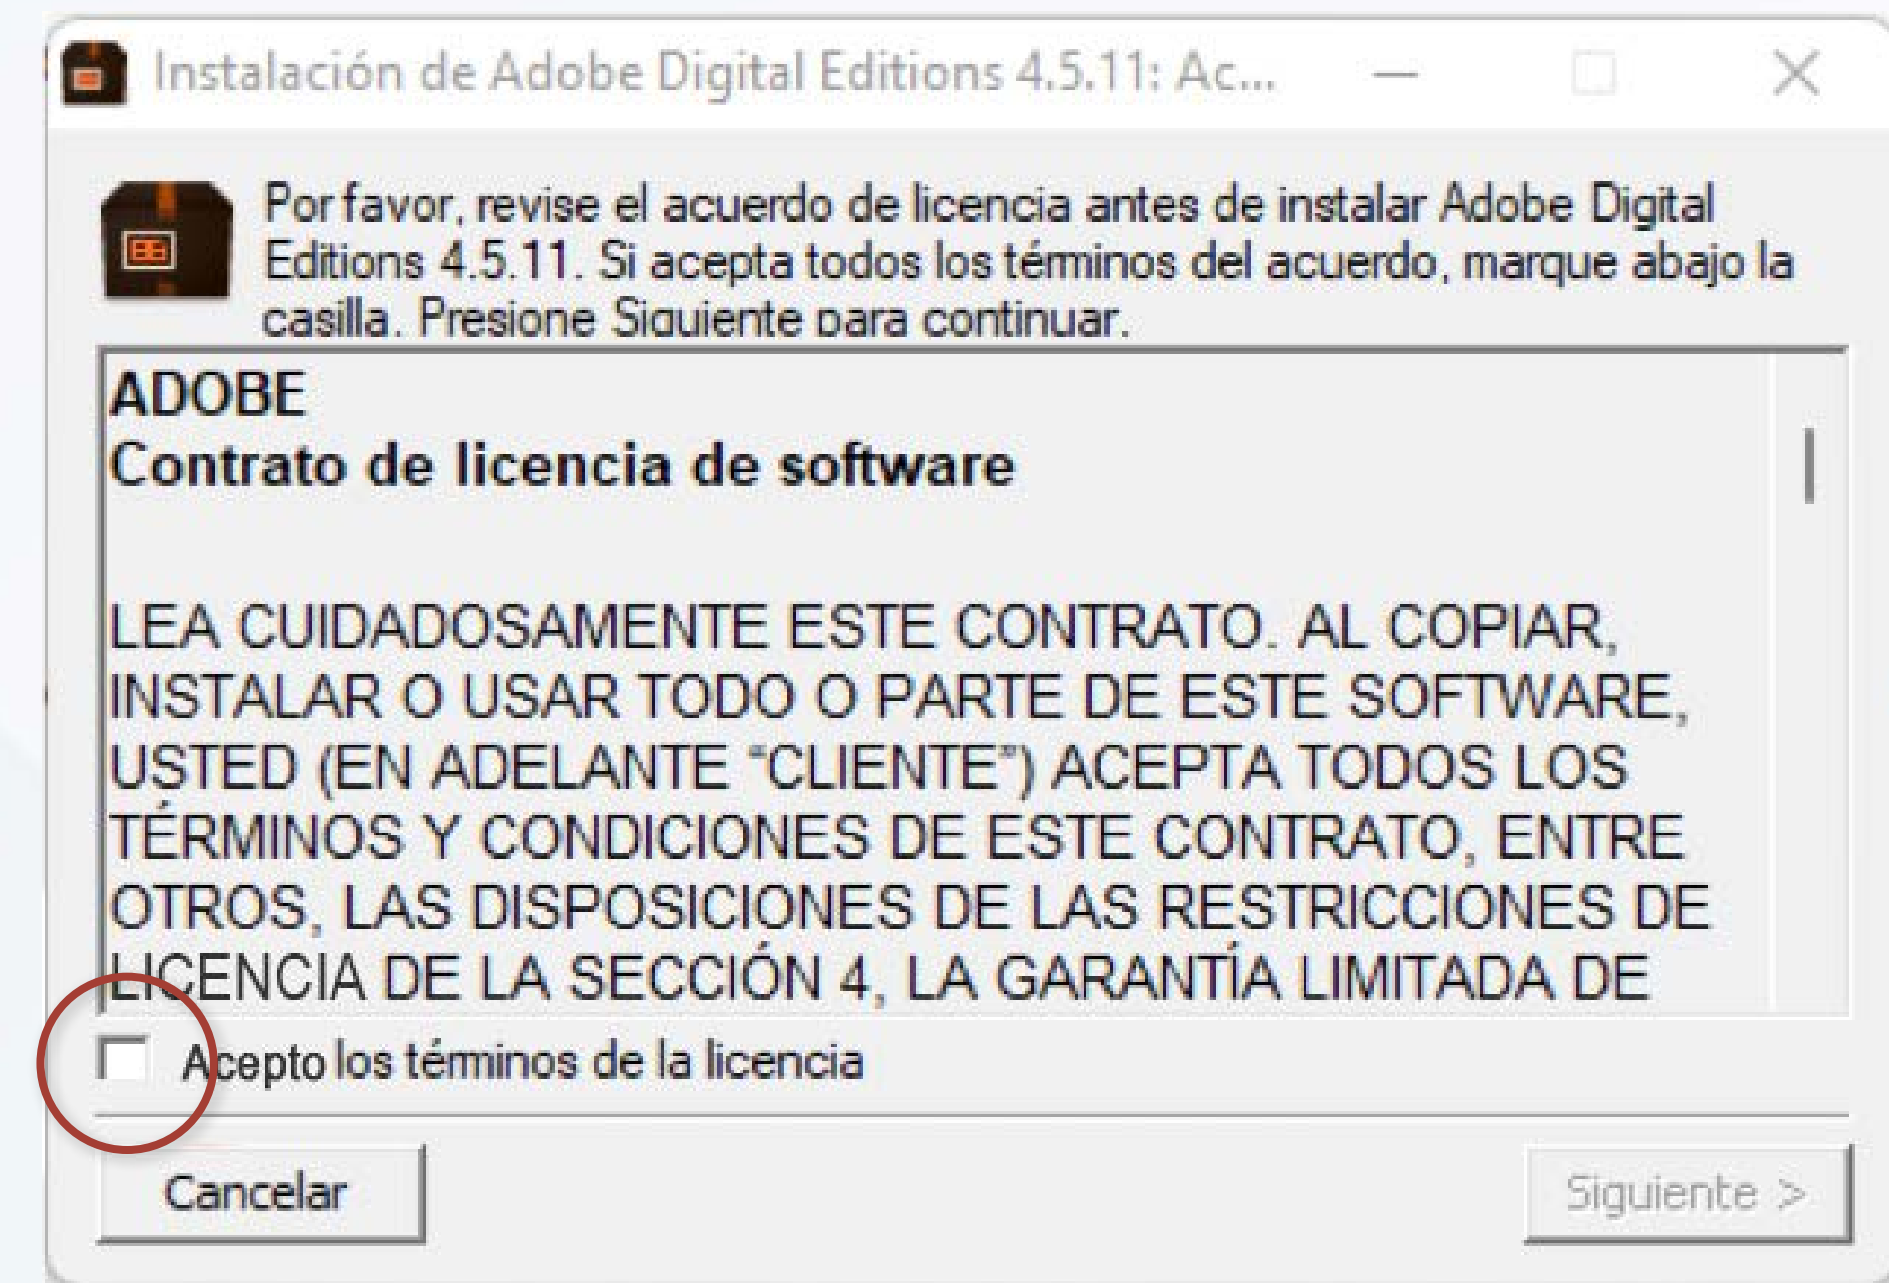 Instalación de Adobe Digital Editions 4.5.11: Ac...
Por favor, revise el acuerdo de licencia antes de instalar Adobe Digital
Editions 4.5.11. Si acepta todos los términos del acuerdo, marque abajo la
casilla. Presione Siguiente para continuar.
ADOBE
Contrato de licencia de software
LEA CUIDADOSAMENTE ESTE CONTRATO. AL COPIAR,
INSTALAR O USAR TODO O PARTE DE ESTE SOFTWARE,
USTED (EN ADELANTE “CLIENTE”) ACEPTA TODOS LOS
TÉRMINOS Y CONDICIONES DE ESTE CONTRATO, ENTRE
OTROS, LAS DISPOSICIONES DE LAS RESTRICCIONES DE
LICENCIA DE LA SECCIÓN 4, LA GARANTÍA LIMITADA DE
Acepto los términos de la licencia
Cancelar
Siguiente >